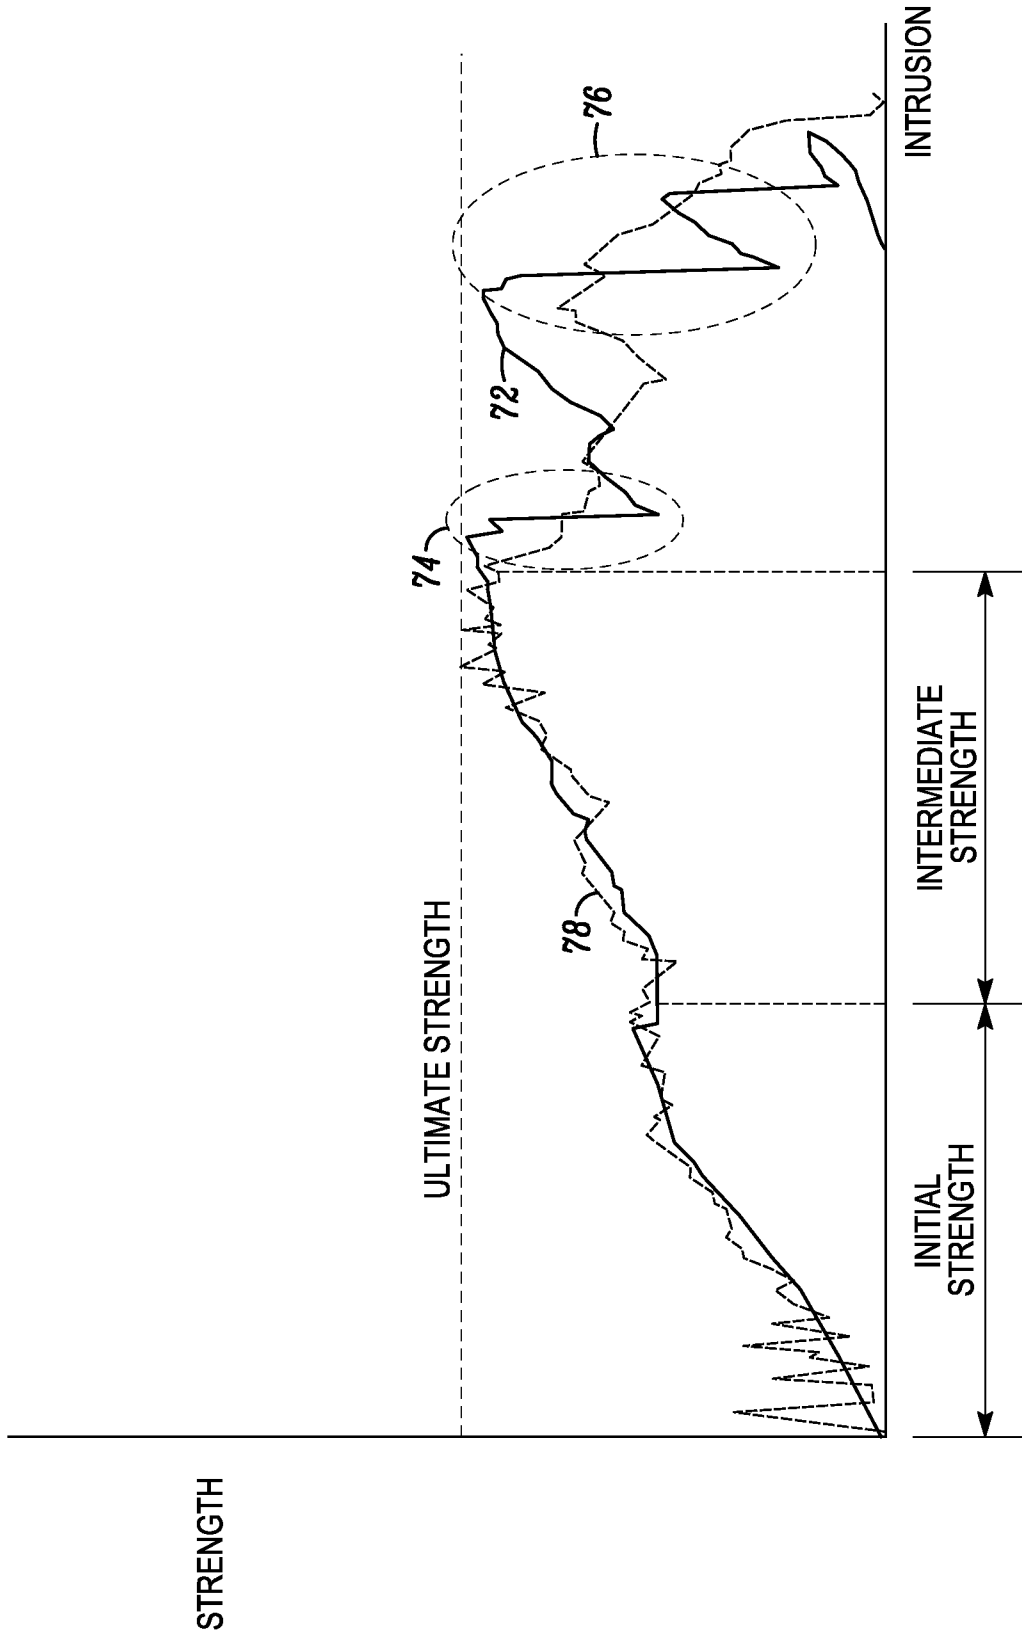 STRENGTH
ULTIMATE STRENGTH
74
72
76
78
INTRUSION
INITIAL
STRENGTH
INTERMEDIATE
STRENGTH